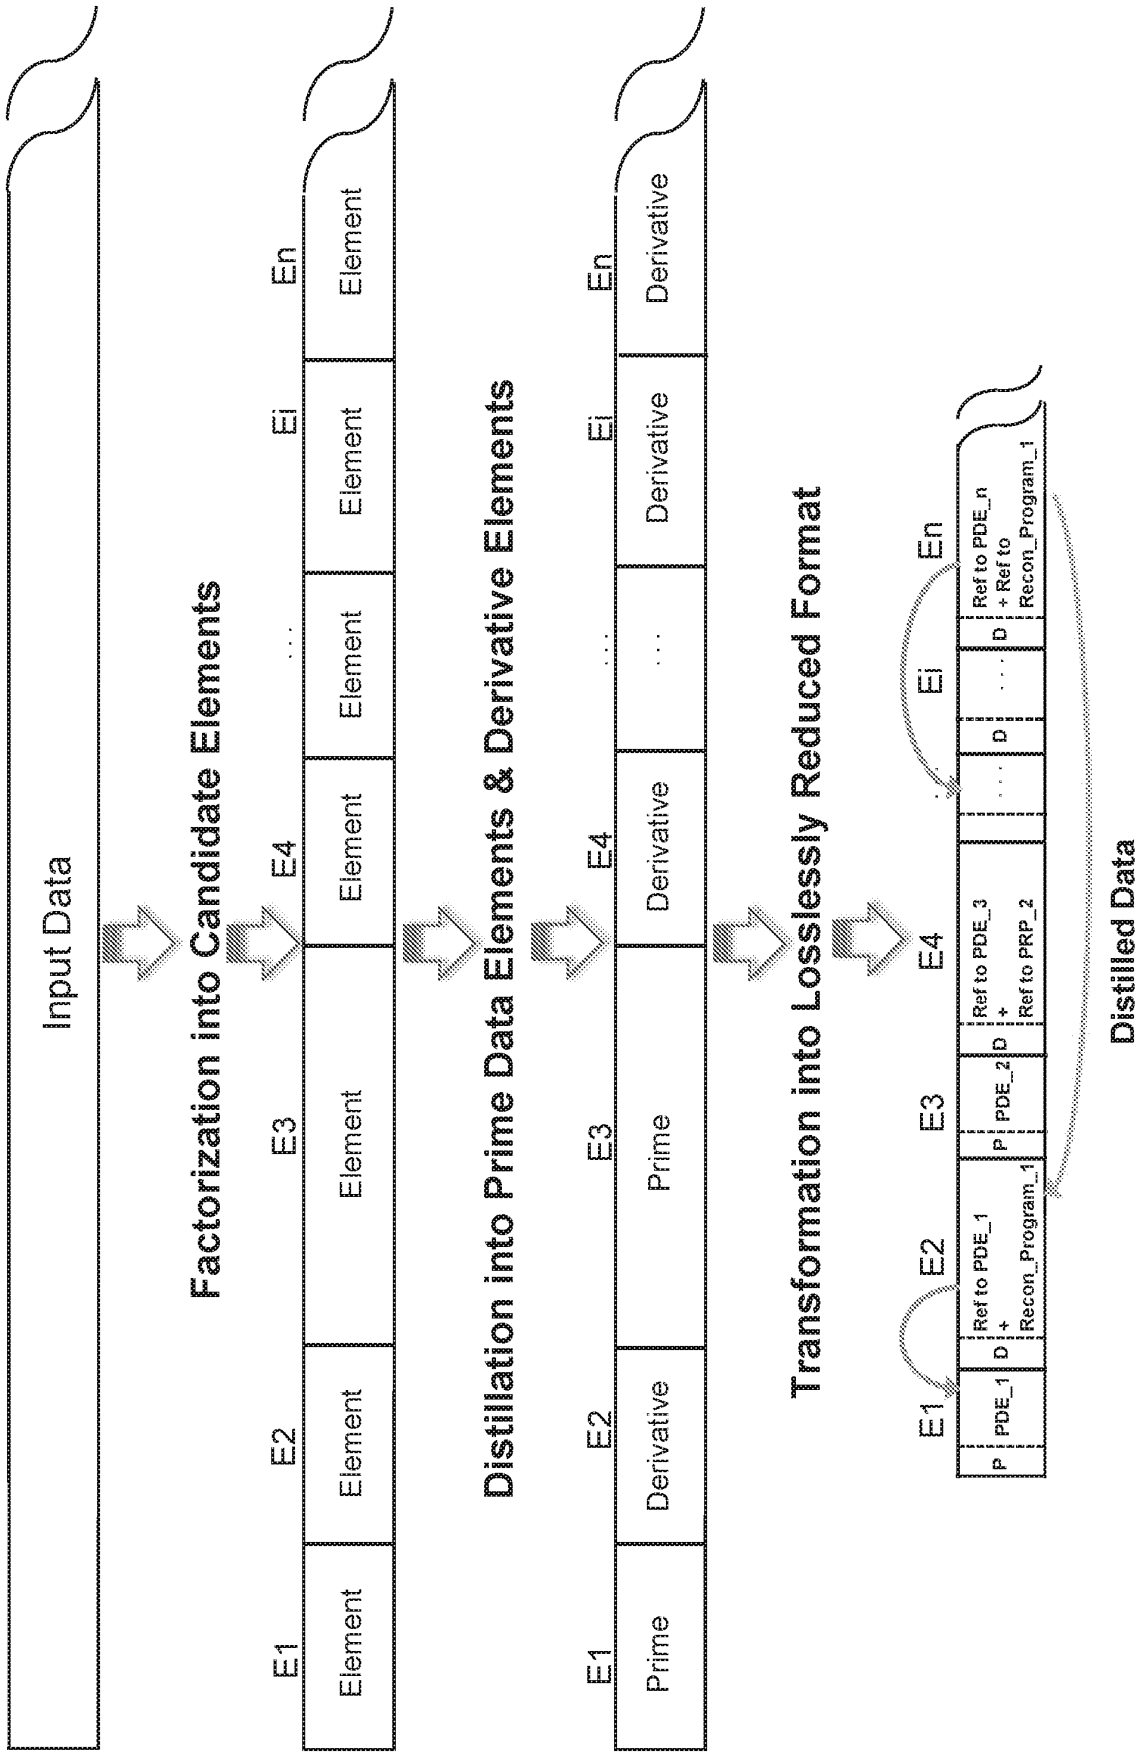 Input Data
Factorization into Candidate Elements
E1 E2 E3 E4 ... Ei En
Element Element Element Element Element Element Element
Distillation into Prime Data Elements & Derivative Elements
E1 E2 E3 E4 ... Ei En
Prime Derivative Prime Derivative ... Derivative Derivative
Transformation into Losslessly Reduced Format
E1 E2 E3 E4 ... Ei En
P PDE_1
D Ref to PDE_1
+
Recon_Program_1
P PDE_2
D Ref to PDE_3
+
Ref to PRP_2
...
D ...
D Ref to PDE_n
+ Ref to
Recon_Program_1
Distilled Data